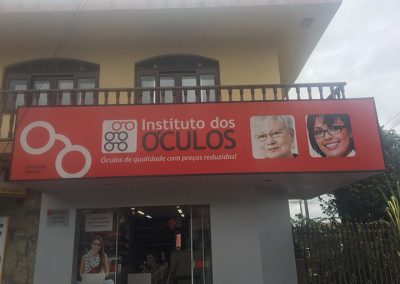 Instituto dos
ÓCULOS
Óculos de qualidade com preços reduzidos!